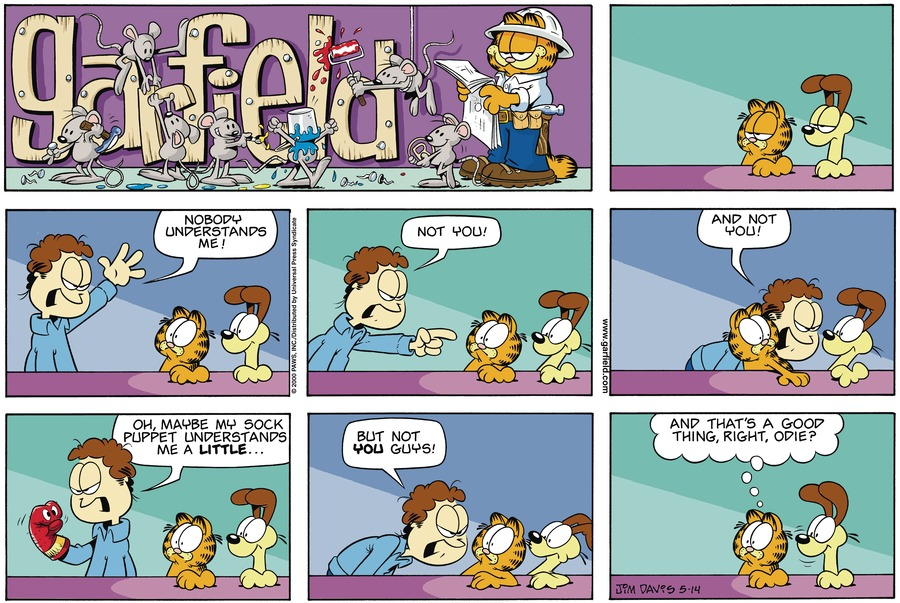 garfield
NOBODY
UNDERSTANDS
ME!
© 2000 PAWS, INC./Distributed by Universal Press Syndicate
NOT YOU!
www.garfield.com
AND NOT
YOU!
OH, MAYBE MY SOCK
PUPPET UNDERSTANDS
ME A LITTLE...
BUT NOT
YOU GUYS!
AND THAT'S A GOOD
THING, RIGHT, ODIE?
JIM DAVIS 5-14